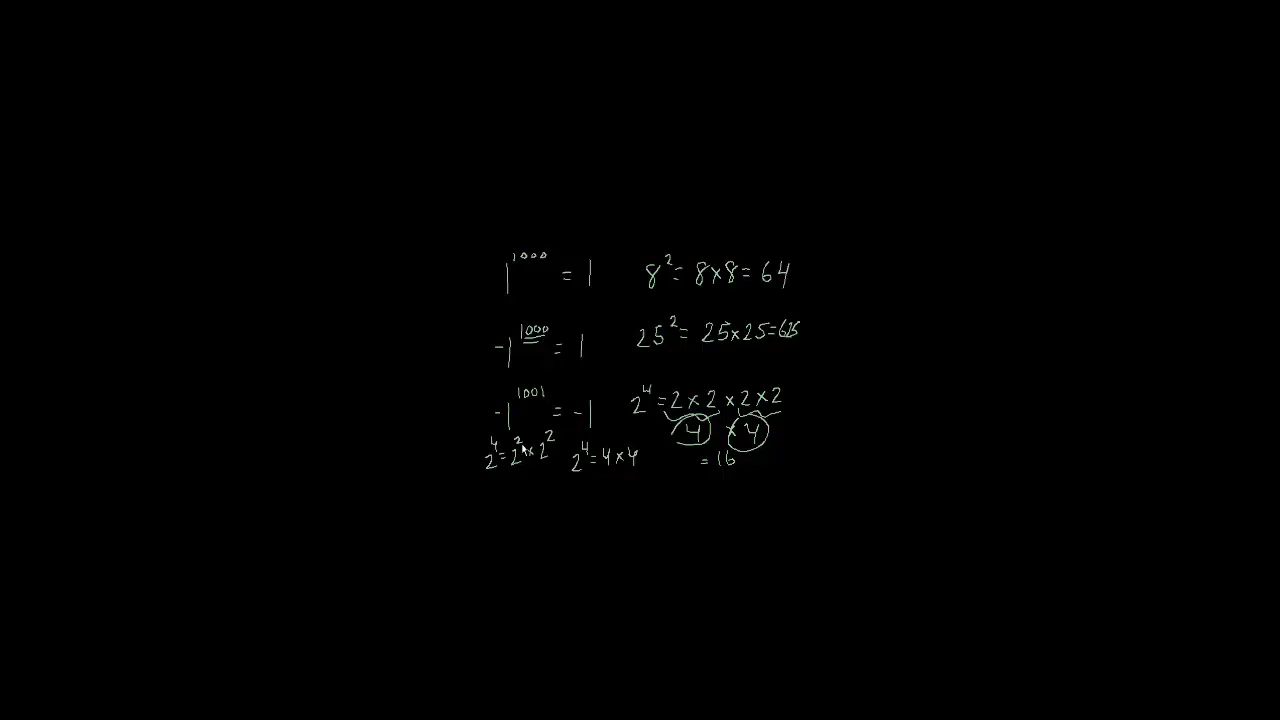 1^1000 = 1
8^2 = 8×8 = 64
-1^1000 = 1
25^2 = 25×25=625
-1^1001 = -1
2^4 = 2 × 2 × 2 × 2
4 × 4
2^4 = 2^2 × 2^2
2^4 = 4 × 4
= 16